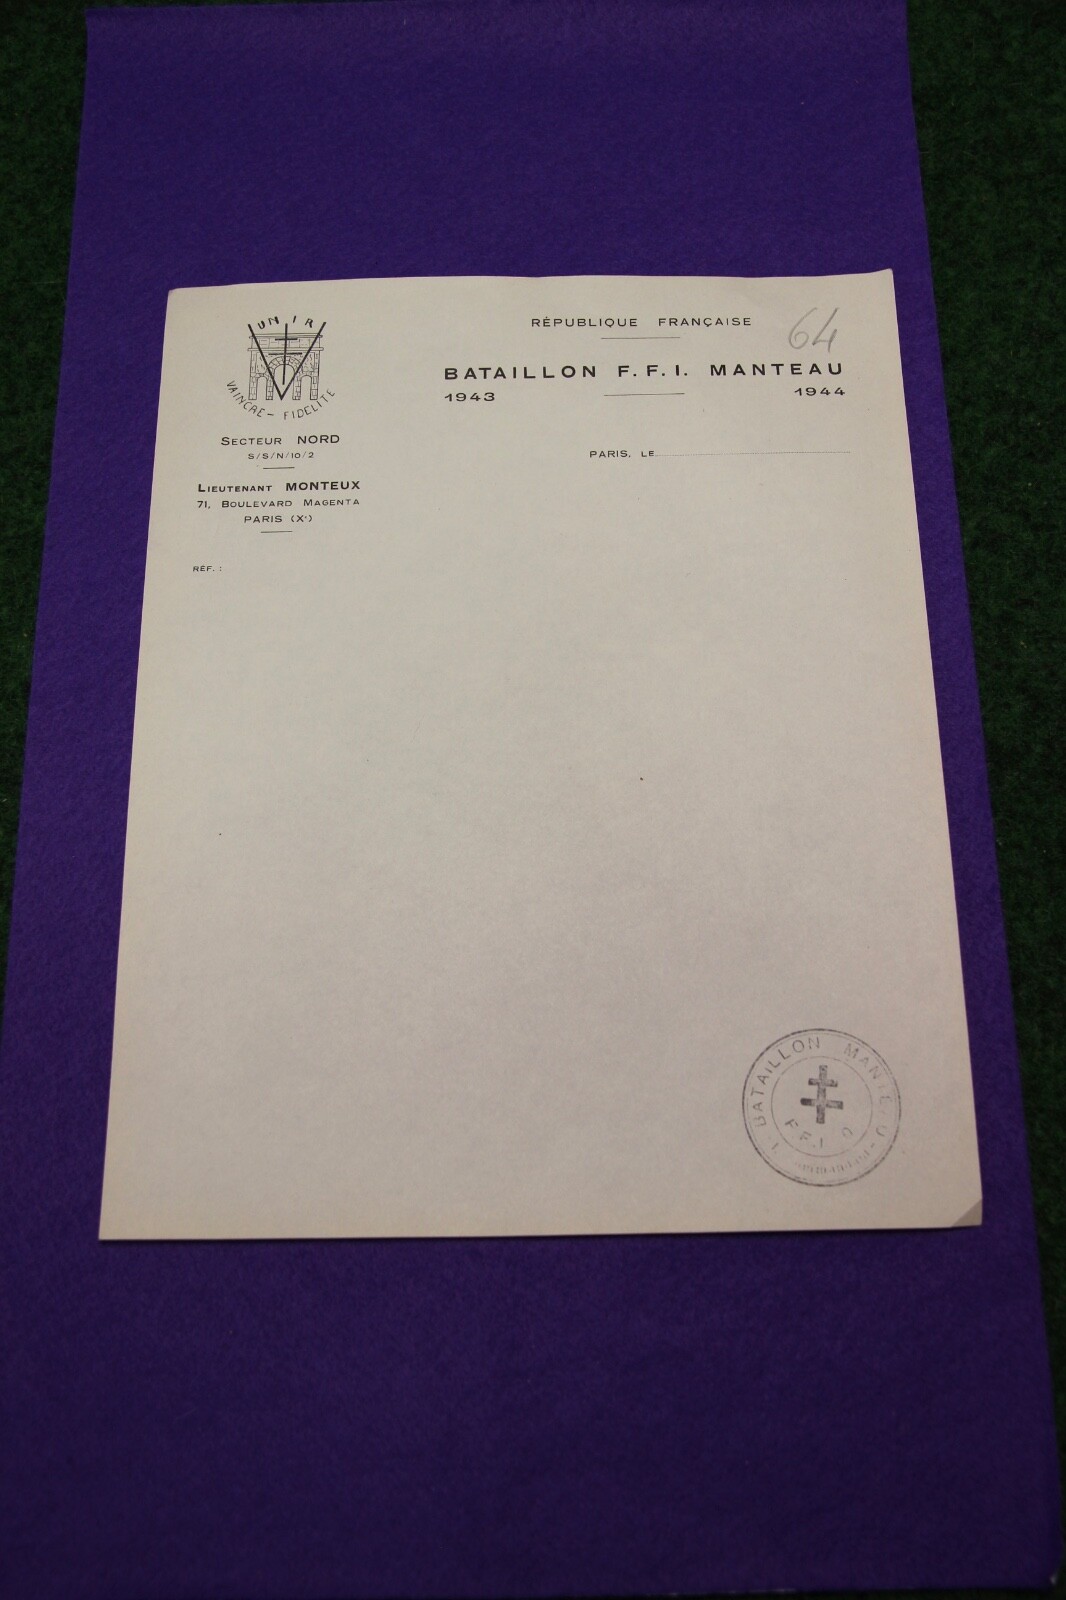 UNIR
VAINCRE - FIDELITE
SECTEUR NORD
S/S/N/10/2
LIEUTENANT MONTEUX
71, BOULEVARD MAGENTA
PARIS (Xe)
RÉF. :
RÉPUBLIQUE FRANÇAISE
64
BATAILLON F.F.I. MANTEAU
1943 1944
PARIS, LE
BATAILLON MANTEAU
F.F.I.